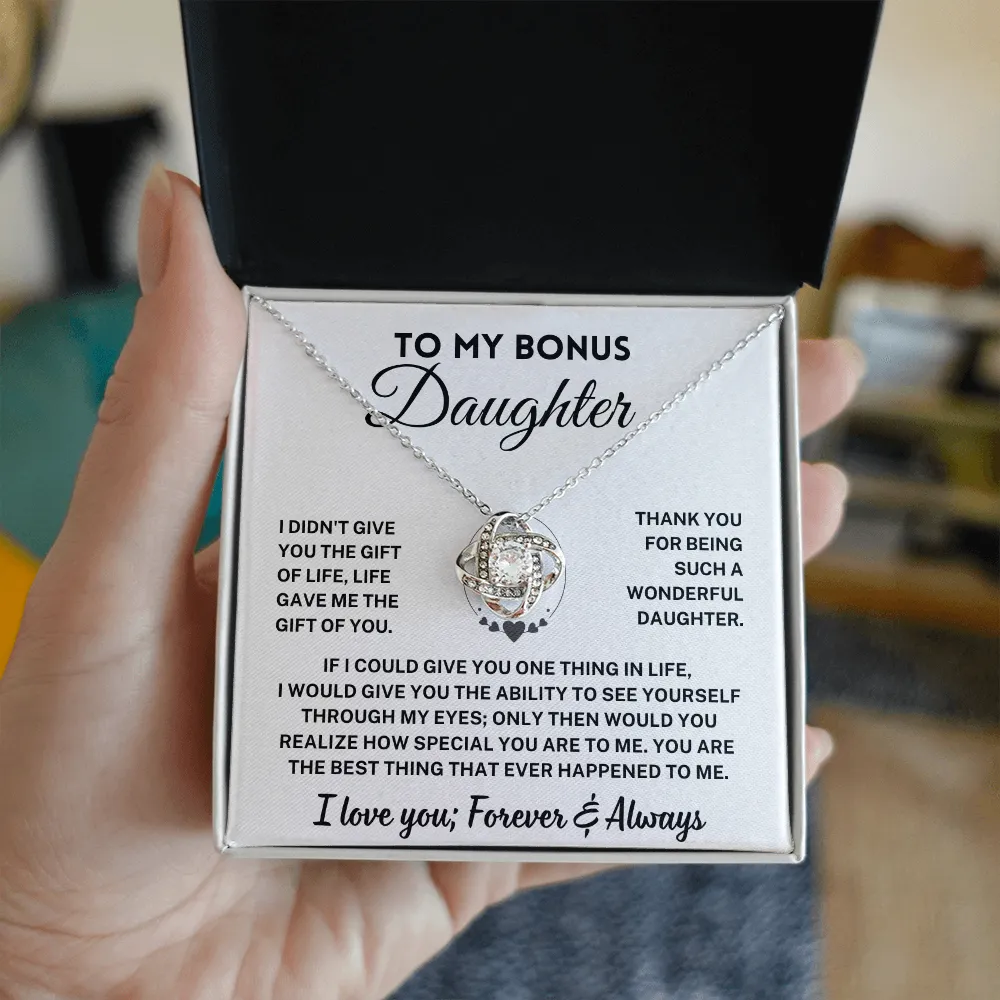 TO MY BONUS
Daughter
I DIDN'T GIVE
YOU THE GIFT
OF LIFE, LIFE
GAVE ME THE
GIFT OF YOU.
THANK YOU
FOR BEING
SUCH A
WONDERFUL
DAUGHTER.
IF I COULD GIVE YOU ONE THING IN LIFE,
I WOULD GIVE YOU THE ABILITY TO SEE YOURSELF
THROUGH MY EYES; ONLY THEN WOULD YOU
REALIZE HOW SPECIAL YOU ARE TO ME. YOU ARE
THE BEST THING THAT EVER HAPPENED TO ME.
I love you; Forever & Always